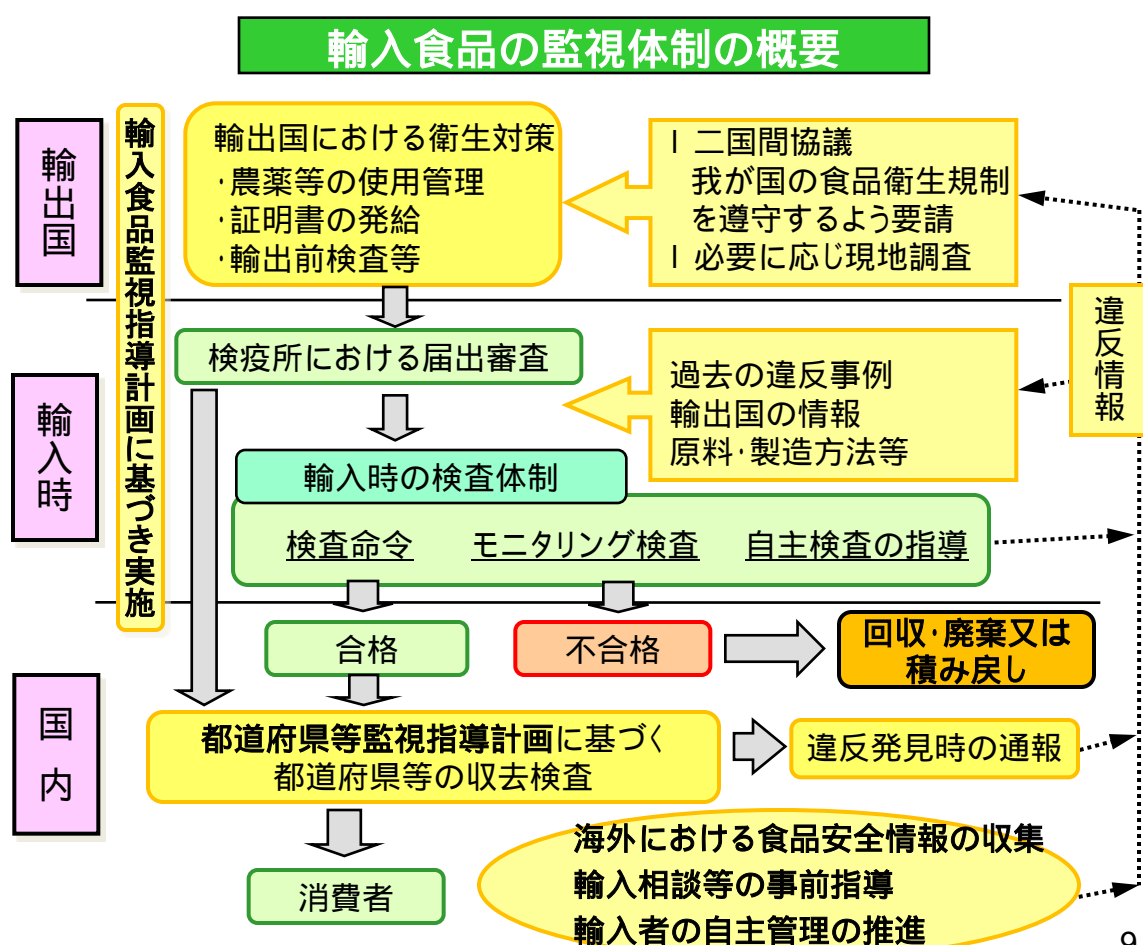 輸入食品の監視体制の概要
輸出国
輸入食品監視指導計画に基づき実施
輸出国における衛生対策
･農薬等の使用管理
･証明書の発給
･輸出前検査等
l 二国間協議
我が国の食品衛生規制
を遵守するよう要請
l 必要に応じ現地調査
違反情報
輸入時
検疫所における届出審査
過去の違反事例
輸出国の情報
原料･製造方法等
輸入時の検査体制
検査命令 モニタリング検査 自主検査の指導
合格
不合格
回収･廃棄又は
積み戻し
国内
都道府県等監視指導計画に基づく
都道府県等の収去検査
違反発見時の通報
消費者
海外における食品安全情報の収集
輸入相談等の事前指導
輸入者の自主管理の推進
9